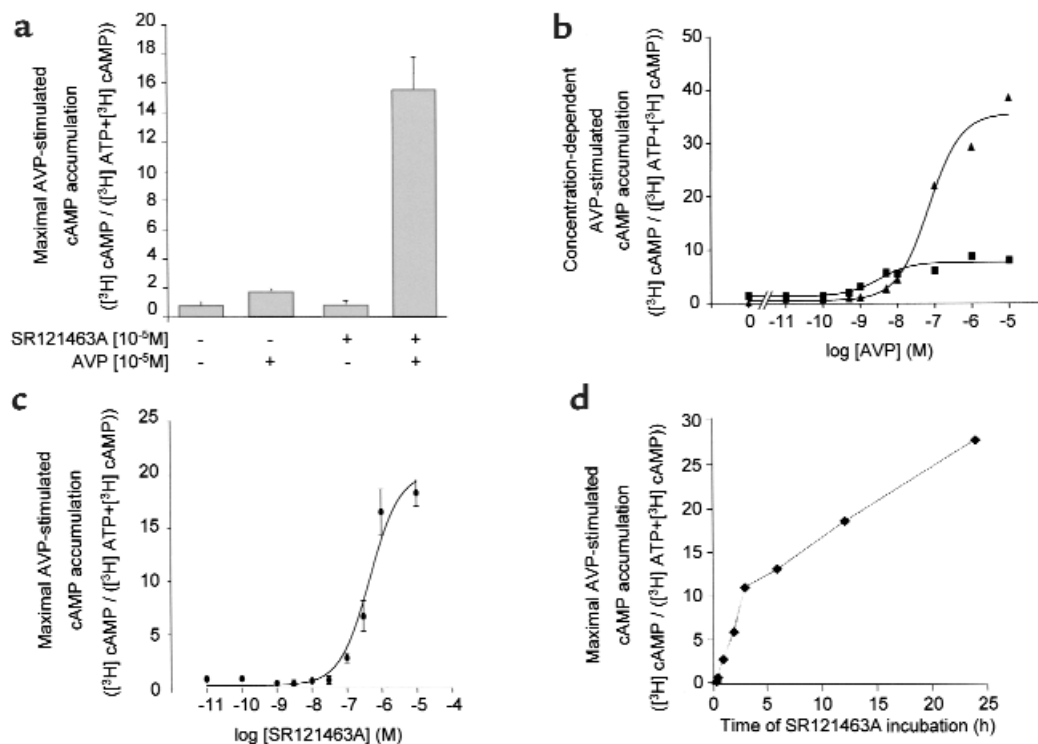 a
Maximal AVP-stimulated
cAMP accumulation
([³H] cAMP / ([³H] ATP+[³H] cAMP))
20
18
16
14
12
10
8
6
4
2
0
SR121463A [10⁻⁵M] - - + +
AVP [10⁻⁵M] - + - +
b
Concentration-dependent
AVP-stimulated
cAMP accumulation
([³H] cAMP / ([³H] ATP+[³H] cAMP))
50
40
30
20
10
0
0 -11 -10 -9 -8 -7 -6 -5
log [AVP] (M)
c
Maximal AVP-stimulated
cAMP accumulation
([³H] cAMP / ([³H] ATP+[³H] cAMP))
25
20
15
10
5
0
-11 -10 -9 -8 -7 -6 -5 -4
log [SR121463A] (M)
d
Maximal AVP-stimulated
cAMP accumulation
([³H] cAMP / ([³H] ATP+[³H] cAMP))
35
30
25
20
15
10
5
0
0 5 10 15 20 25
Time of SR121463A incubation (h)